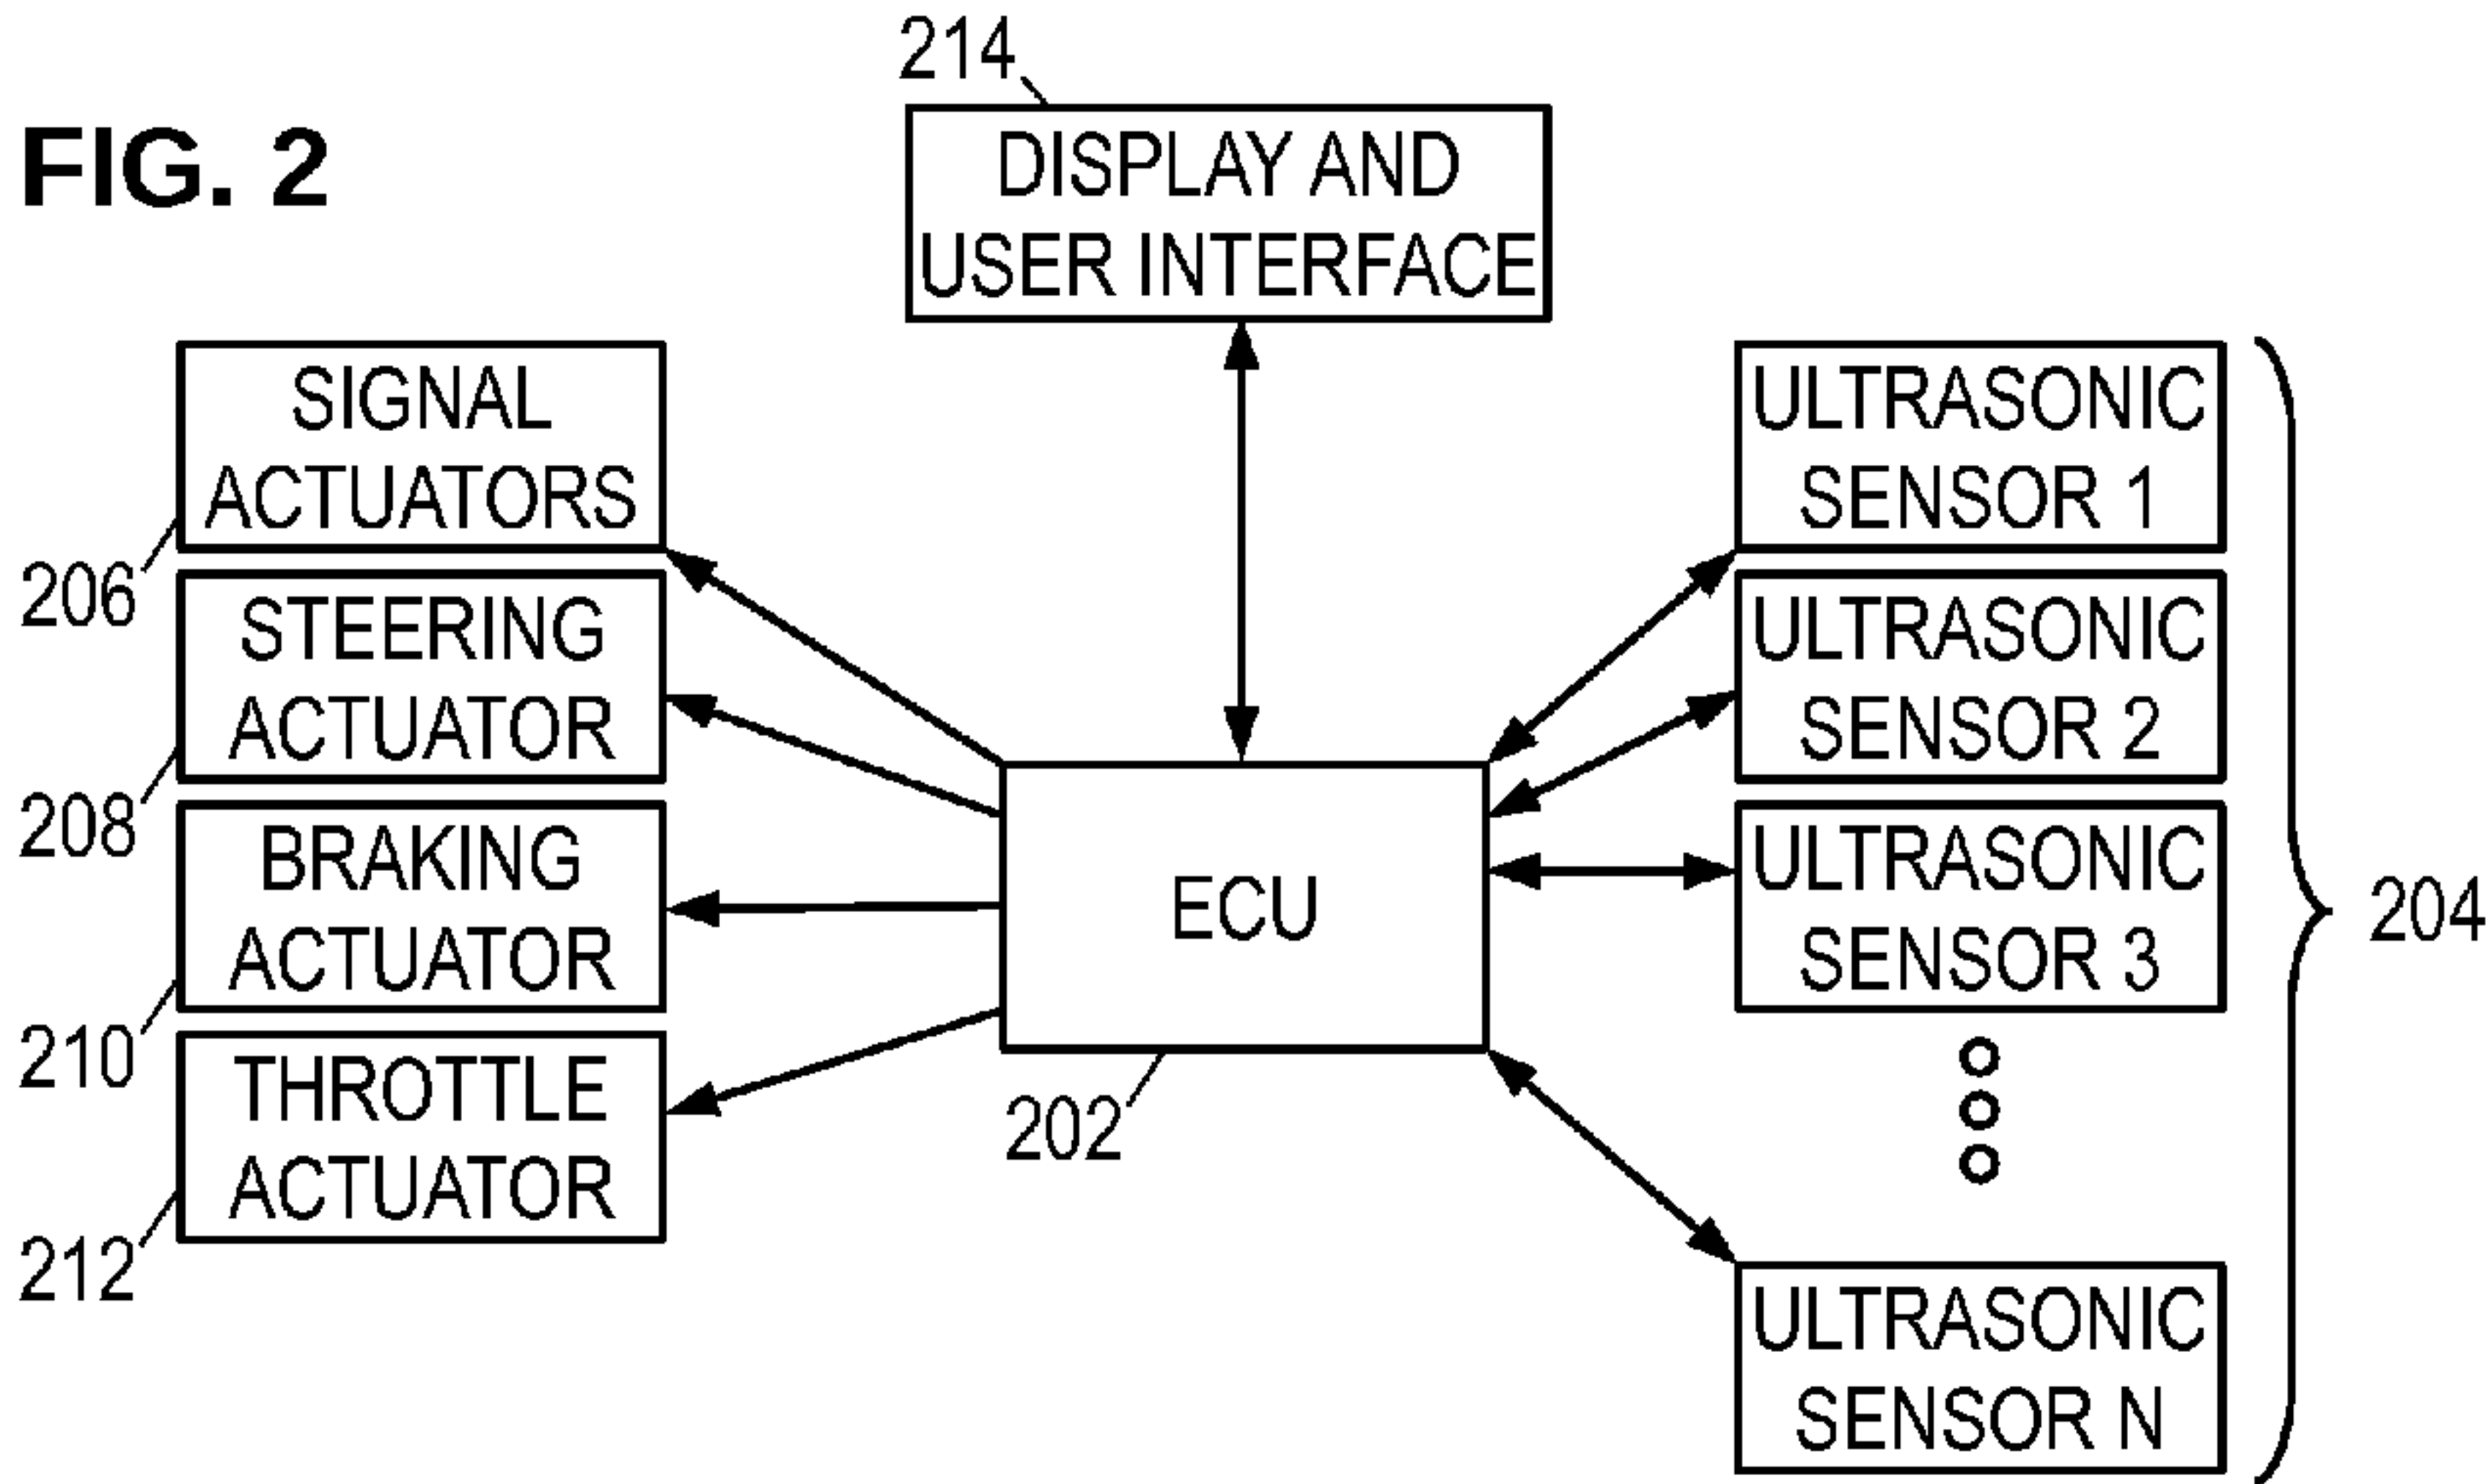 FIG. 2
214
DISPLAY AND
USER INTERFACE
SIGNAL
ACTUATORS
206
STEERING
ACTUATOR
208
BRAKING
ACTUATOR
210
THROTTLE
ACTUATOR
212
ECU
202
ULTRASONIC
SENSOR 1
ULTRASONIC
SENSOR 2
ULTRASONIC
SENSOR 3
ULTRASONIC
SENSOR N
204